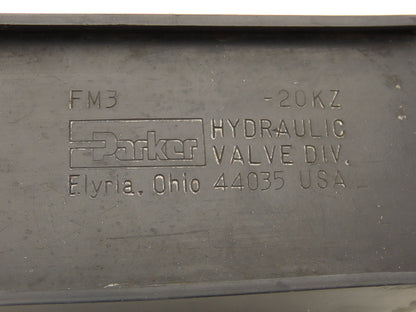 FM3 -20KZ
Parker HYDRAULIC
VALVE DIV.
Elyria, Ohio 44035 USA